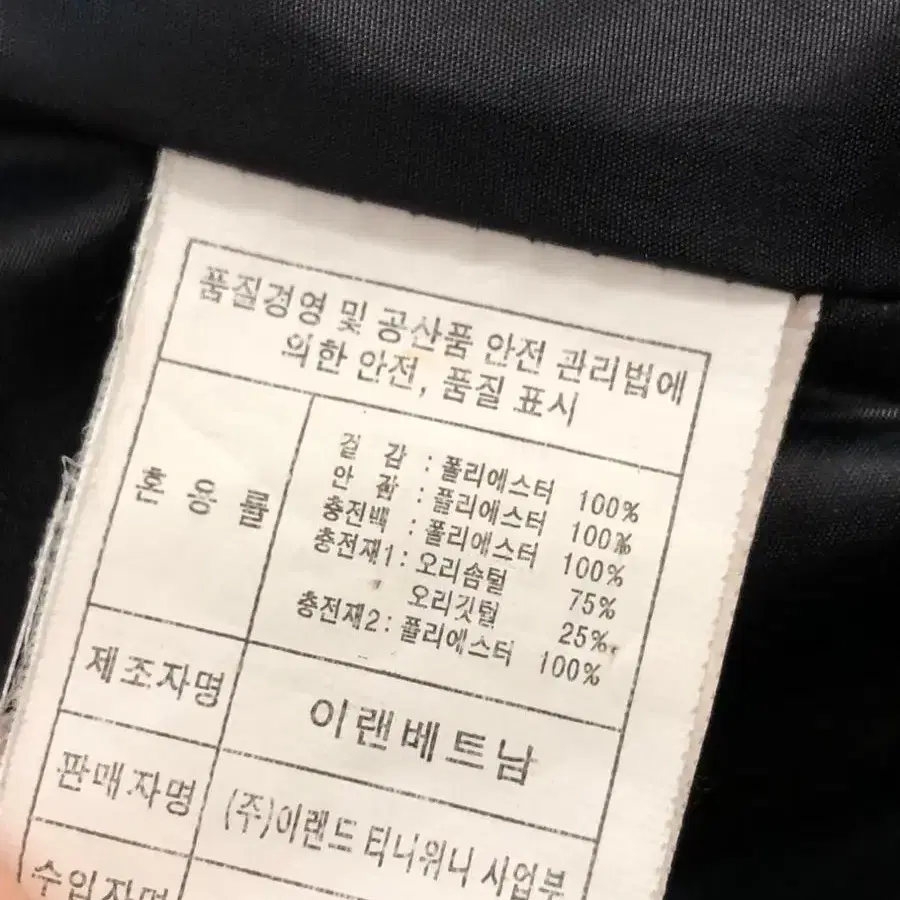 품질경영 및 공산품 안전 관리법에
의한 안전, 품질 표시
혼 용 률
겉 감 : 폴리에스터 100%
안 감 : 폴리에스터 100%
충전백 : 폴리에스터 100%
충전재1 : 오리솜털 75%
오리깃털 25%
충전재2 : 폴리에스터 100%
제조자명 이랜베트남
판매자명 (주)이랜드 티니위니 사업부
수입자명